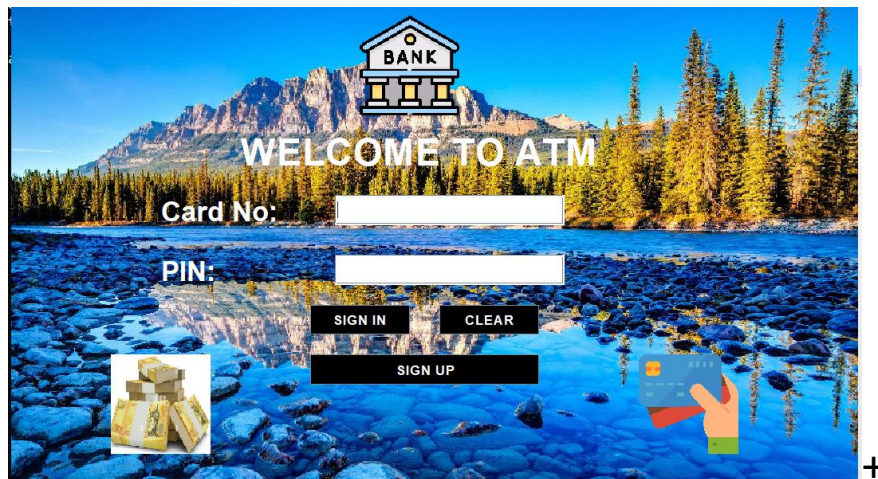 BANK
WELCOME TO ATM
Card No:
PIN:
SIGN IN CLEAR
SIGN UP
+